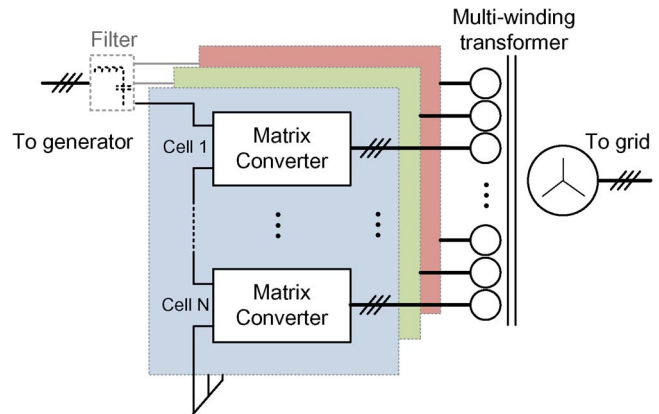 Multi-winding
transformer
Filter
To generator
Cell 1
Matrix
Converter
To grid
Cell N
Matrix
Converter